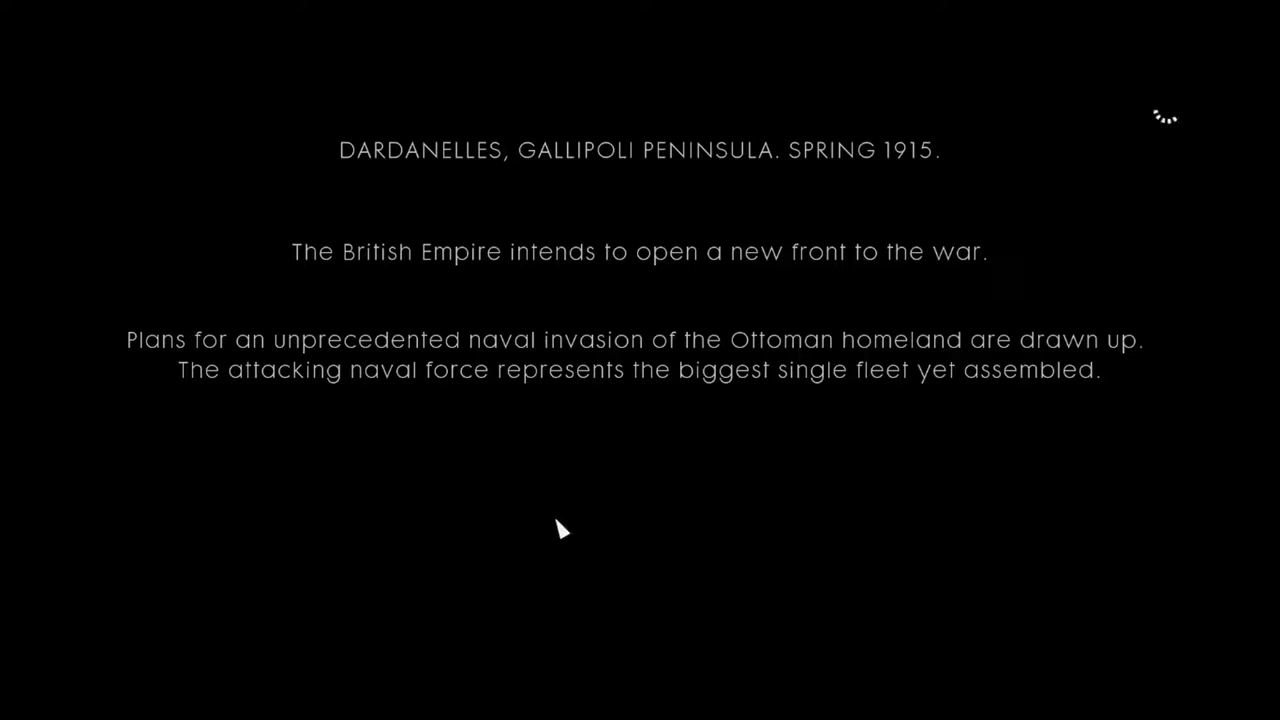 DARDANELLES, GALLIPOLI PENINSULA. SPRING 1915.
The British Empire intends to open a new front to the war.
Plans for an unprecedented naval invasion of the Ottoman homeland are drawn up.
The attacking naval force represents the biggest single fleet yet assembled.